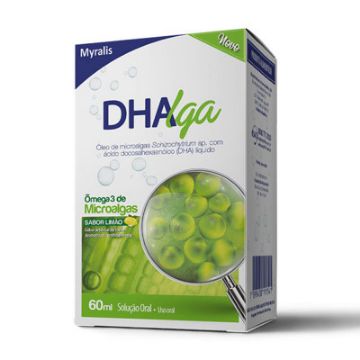 Myralis
Novo
DHAlga
Óleo de microalgas Schizochytrium sp. com
ácido docosahexaenoico (DHA) líquido
Ômega 3 de
Microalgas
SABOR LIMÃO
60ml Solução Oral • Uso oral